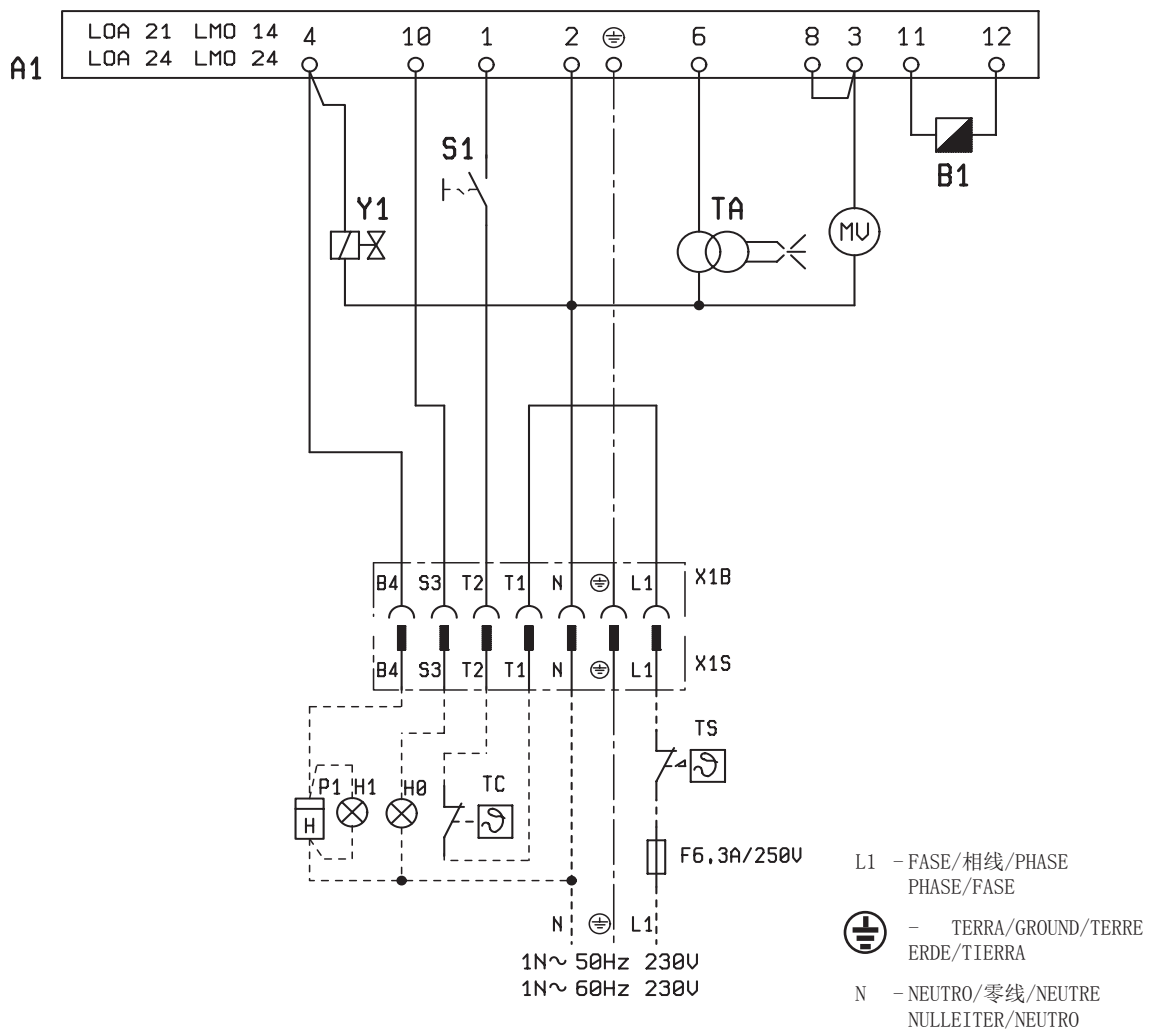 LOA 21 LMO 14
LOA 24 LMO 24
4 10 1 2 6 8 3 11 12
A1
S1
B1
Y1
TA
MV
B4 S3 T2 T1 N L1
X1B
B4 S3 T2 T1 N L1
X1S
TS
P1 H1 H0 TC
H
F6,3A/250V
N L1
1N~ 50Hz 230V
1N~ 60Hz 230V
L1 - FASE/相线/PHASE
PHASE/FASE
- TERRA/GROUND/TERRE
ERDE/TIERRA
N - NEUTRO/零线/NEUTRE
NULLEITER/NEUTRO